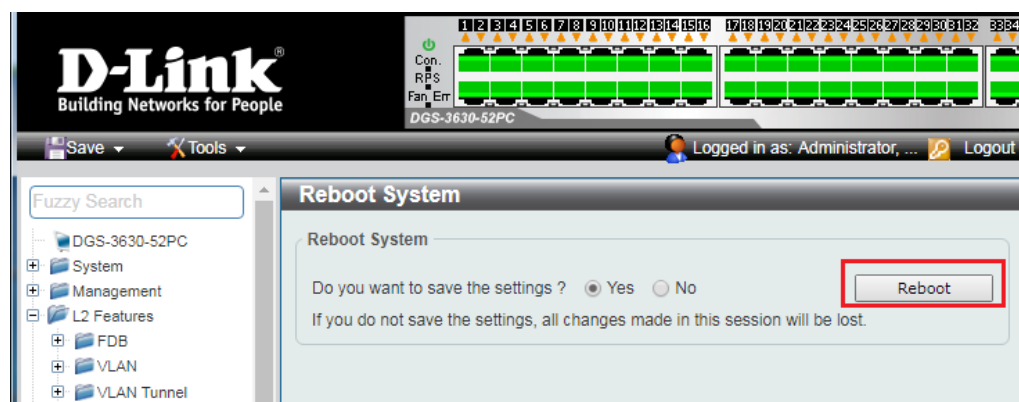 1 2 3 4 5 6 7 8 9 10 11 12 13 14 15 16 17 18 19 20 21 22 23 24 25 26 27 28 29 30 31 32 33 34
D-Link®
Building Networks for People
Con.
RPS
Fan Err
DGS-3630-52PC
Save Tools Logged in as: Administrator, ... Logout
Fuzzy Search
Reboot System
DGS-3630-52PC
System
Management
L2 Features
FDB
VLAN
VLAN Tunnel
Reboot System
Do you want to save the settings ? Yes No Reboot
If you do not save the settings, all changes made in this session will be lost.